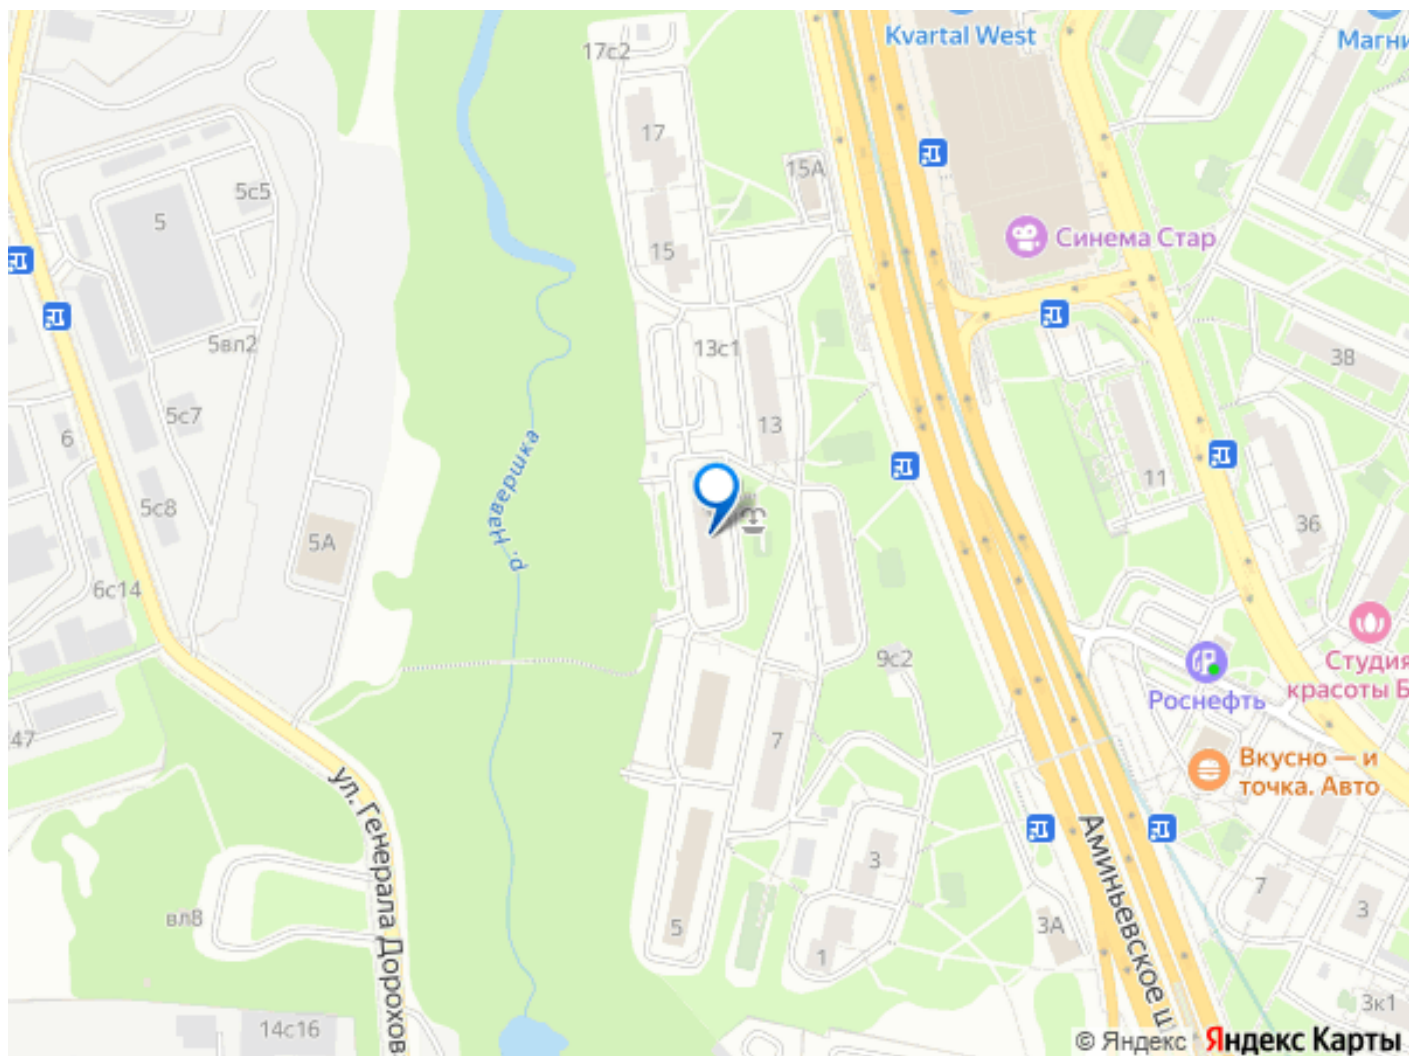 Kvartal West
Магни
17с2
17
15А
5с5
5
15
Синема Стар
5вл2
13с1
38
5с7
13
6
11
р. Навершка
5с8
36
5А
6с14
9с2
Студия
красоты Б
Роснефть
47
7
Вкусно — и
точка. Авто
ул. Генерала Дорохов
Аминьевское ш
3
7
3
вл8
5
3А
1
3к1
14с16
© Яндекс Яндекс Карты